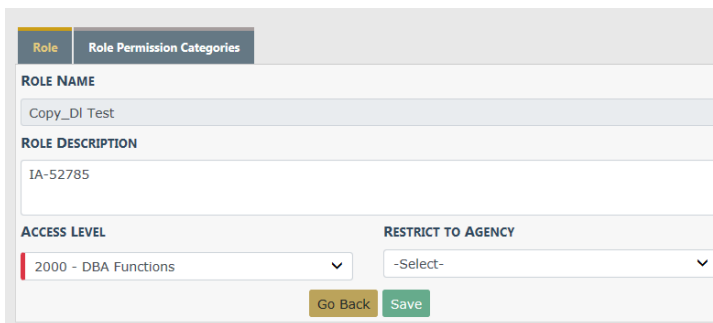 Role Role Permission Categories
ROLE NAME
Copy_Dl Test
ROLE DESCRIPTION
IA-52785
ACCESS LEVEL RESTRICT TO AGENCY
2000 - DBA Functions -Select-
Go Back Save